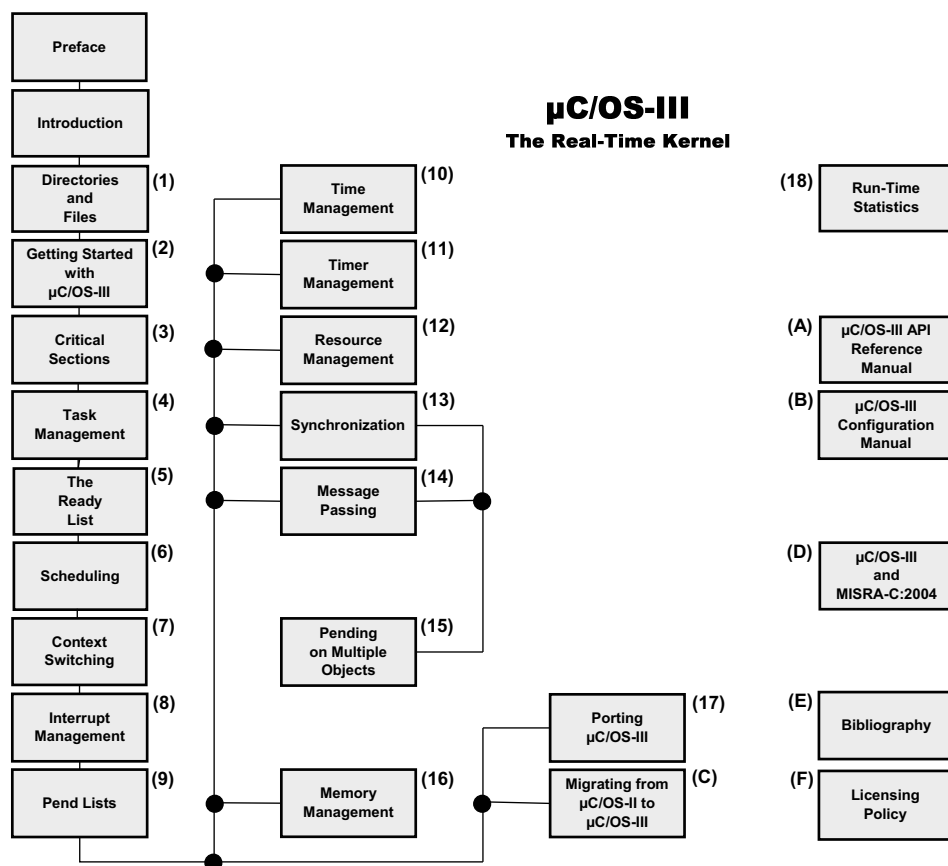 µC/OS-III
The Real-Time Kernel
Preface
Introduction
Directories
and
Files
(1)
Getting Started
with
µC/OS-III
(2)
Critical
Sections
(3)
Task
Management
(4)
The
Ready
List
(5)
Scheduling
(6)
Context
Switching
(7)
Interrupt
Management
(8)
Pend Lists
(9)
Time
Management
(10)
Timer
Management
(11)
Resource
Management
(12)
Synchronization
(13)
Message
Passing
(14)
Pending
on Multiple
Objects
(15)
Memory
Management
(16)
Porting
µC/OS-III
(17)
Migrating from
µC/OS-II to
µC/OS-III
(C)
(18)
Run-Time
Statistics
(A)
µC/OS-III API
Reference
Manual
(B)
µC/OS-III
Configuration
Manual
(D)
µC/OS-III
and
MISRA-C:2004
(E)
Bibliography
(F)
Licensing
Policy